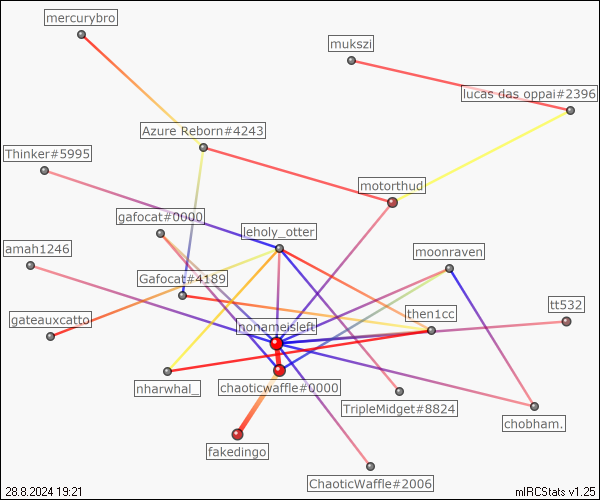 mercurybro
mukszi
lucas das oppai#2396
Azure Reborn#4243
Thinker#5995
motorthud
gafocat#0000
leholy_otter
amah1246
moonraven
Gafocat#4189
tt532
then1cc
gateauxcatto
nonameisleft
nharwhal_
chaoticwaffle#0000
TripleMidget#8824
chobham.
fakedingo
ChaoticWaffle#2006
28.8.2024 19:21
mIRCStats v1.25